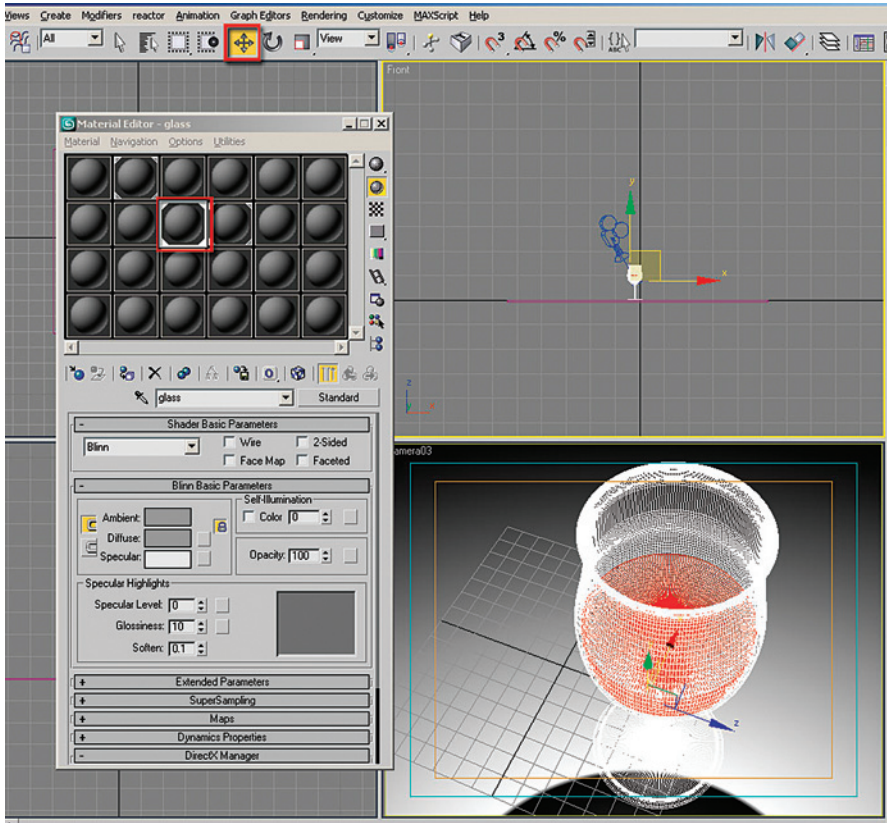 Views Create Modifiers reactor Animation Graph Editors Rendering Customize MAXScript Help
All View
3 % ABC
Front
Material Editor - glass
Material Navigation Options Utilities
y
x
z
x
glass Standard
- Shader Basic Parameters
Blinn Wire 2-Sided
Face Map Faceted
- Blinn Basic Parameters
Self-Illumination
Ambient: Color 0
Diffuse:
Specular: Opacity: 100
Specular Highlights
Specular Level: 0
Glossiness: 10
Soften: 0.1
+ Extended Parameters
+ SuperSampling
+ Maps
+ Dynamics Properties
- DirectX Manager
amera03
z